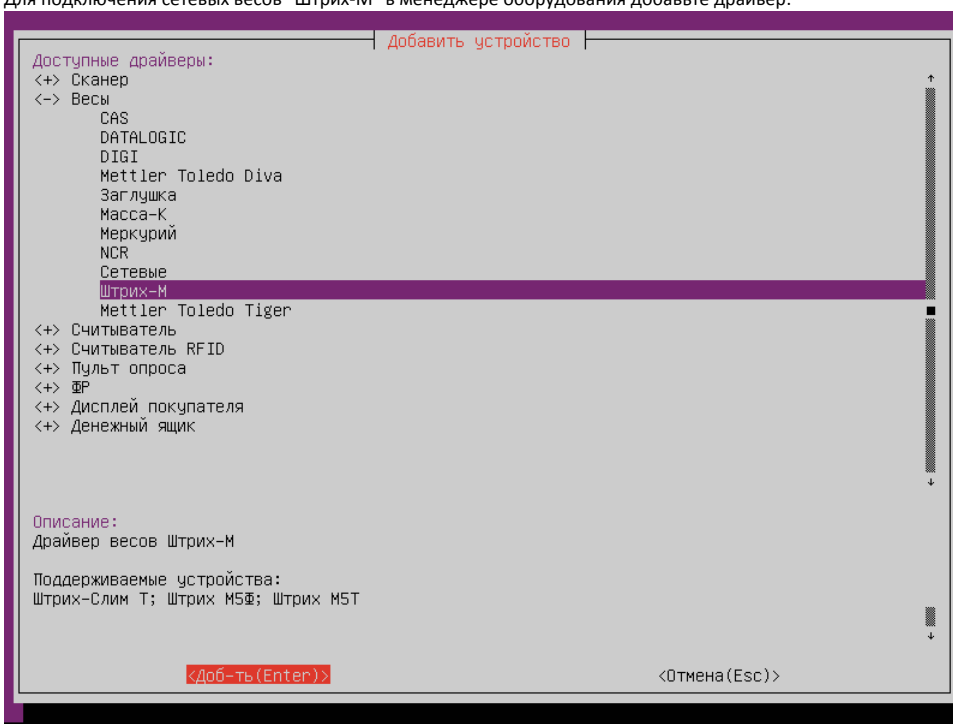 Для подключения сетевых весов "Штрих-М" в менеджере оборудования добавьте драйвер:
Добавить устройство
Доступные драйверы:
<+> Сканер
<-> Весы
CAS
DATALOGIC
DIGI
Mettler Toledo Diva
Заглушка
Масса-К
Меркурий
NCR
Сетевые
Штрих-М
Mettler Toledo Tiger
<+> Считыватель
<+> Считыватель RFID
<+> Пульт опроса
<+> ФР
<+> Дисплей покупателя
<+> Денежный ящик
Описание:
Драйвер весов Штрих-М
Поддерживаемые устройства:
Штрих-Слим Т; Штрих М5Ф; Штрих М5Т
<Доб-ть(Enter)> <Отмена(Esc)>